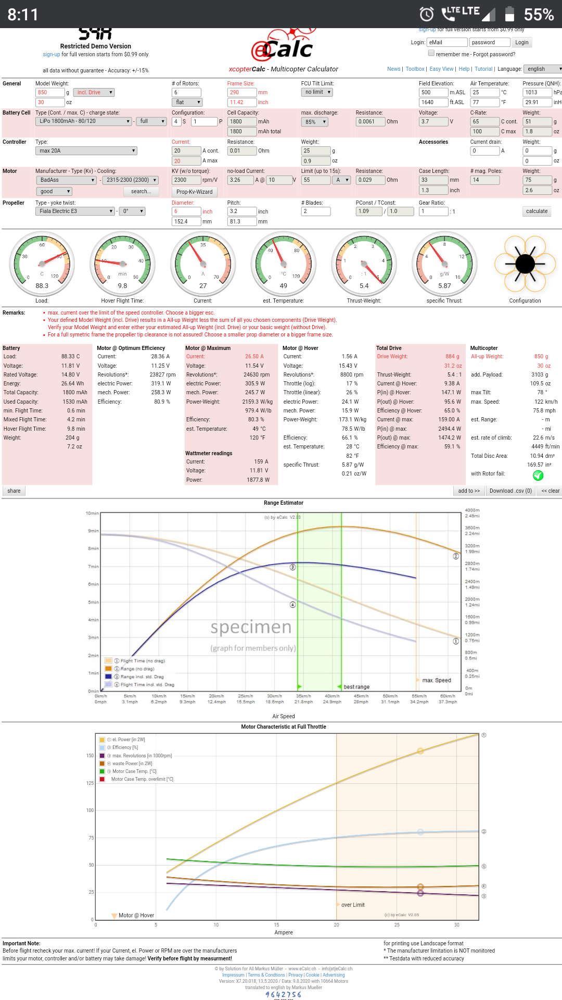 8:11 LTE LTE 55%
Restricted Demo Version
sign-up for full version starts from $0.99 only
all data without guarantee - Accuracy: +/-15%
eCalc
xcopterCalc - Multicopter Calculator
sign-up for full version starts from $0.99 only
Login: eMail password Login
remember me - Forgot password?
News | Toolbox | Easy View | Help | Tutorial | Language: english
General Model Weight: # of Rotors: Frame Size: FCU Tilt Limit: Field Elevation: Air Temperature: Pressure (QNH):
850 g incl. Drive 6 290 mm no limit 500 m.ASL 25 °C 1013 hPa
30 oz flat 11.42 inch 1640 ft.ASL 77 °F 29.91 inH
Battery Cell Type (Cont. / max. C) - charge state: Configuration: Cell Capacity: max. discharge: Resistance: Voltage: C-Rate: Weight:
LiPo 1800mAh - 80/120 - full 4 S 1 P 1800 mAh 85% 0.0061 Ohm 3.7 V 65 C cont. 51 g
1800 mAh total 100 C max 1.8 oz
Controller Type: Current: Resistance: Weight: Accessories Current drain: Weight:
max 20A 20 A cont. 0.01 Ohm 25 g 0 A 0 g
20 A max 0.9 oz 0 oz
Motor Manufacturer - Type (Kv) - Cooling: KV (w/o torque): no-load Current: Limit (up to 15s): Resistance: Case Length: # mag. Poles: Weight:
BadAss - 2315-2300 (2300) 2300 rpm/V 3.26 A @ 10 V 55 A 0.029 Ohm 33 mm 14 75 g
good search... Prop-Kv-Wizard 1.3 inch 2.6 oz
Propeller Type - yoke twist: Diameter: Pitch: # Blades: PConst / TConst: Gear Ratio:
Fiala Electric E3 - 0° 6 inch 3.2 inch 2 1.09 / 1.0 1 : 1 calculate
152.4 mm 81.3 mm
0 30 60 90 120 C 88.3
0 10 20 30 40 50 min 9.8
0 35 70 A 27
0 40 80 120 °C 49
0 1 2 3 4 : 1 5.4
0 4 8 12 16 g/W 5.87
Load: Hover Flight Time: Current: est. Temperature: Thrust-Weight: specific Thrust: Configuration
Remarks: • max. current over the limit of the speed controller. Choose a bigger esc.
• Your defined Model Weight (incl. Drive) results in a All-up Weight less the sum of all you chosen components (Drive Weight).
Verify your Model Weight and enter either your estimated All-up Weight (incl. Drive) or your basic weight (without Drive).
• For a full symetric frame the propeller tip clearance is not assured! Choose a smaller prop diameter or a bigger frame size.
Battery
Load: 88.33 C
Voltage: 11.81 V
Rated Voltage: 14.80 V
Energy: 26.64 Wh
Total Capacity: 1800 mAh
Used Capacity: 1530 mAh
min. Flight Time: 0.6 min
Mixed Flight Time: 4.2 min
Hover Flight Time: 9.8 min
Weight: 204 g
7.2 oz
Motor @ Optimum Efficiency
Current: 28.36 A
Voltage: 11.25 V
Revolutions*: 23827 rpm
electric Power: 319.1 W
mech. Power: 258.3 W
Efficiency: 80.9 %
Motor @ Maximum
Current: 26.50 A
Voltage: 11.54 V
Revolutions*: 24630 rpm
electric Power: 305.9 W
mech. Power: 245.7 W
Power-Weight: 2159.3 W/kg
979.4 W/lb
Efficiency: 80.3 %
est. Temperature: 49 °C
120 °F
Wattmeter readings
Current: 159 A
Voltage: 11.81 V
Power: 1877.8 W
Motor @ Hover
Current: 1.56 A
Voltage: 15.43 V
Revolutions*: 8800 rpm
Throttle (log): 17 %
Throttle (linear): 26 %
electric Power: 24.1 W
mech. Power: 15.9 W
Power-Weight: 173.1 W/kg
78.5 W/lb
Efficiency: 66.1 %
est. Temperature: 28 °C
82 °F
specific Thrust: 5.87 g/W
0.21 oz/W
Total Drive
Drive Weight: 884 g
31.2 oz
Thrust-Weight: 5.4 : 1
Current @ Hover: 9.38 A
P(in) @ Hover: 147.1 W
P(out) @ Hover: 95.6 W
Efficiency @ Hover: 65.0 %
Current @ max: 159.00 A
P(in) @ max: 2494.4 W
P(out) @ max: 1474.2 W
Efficiency @ max: 59.1 %
Multicopter
All-up Weight: 850 g
30 oz
add. Payload: 3103 g
109.5 oz
max Tilt: 78 °
max. Speed: 122 km/h
75.8 mph
est. Range: - m
- mi
est. rate of climb: 22.6 m/s
4449 ft/min
Total Disc Area: 10.94 dm²
169.57 in²
with Rotor fail:
share add to >> Download .csv (0) << clear
Range Estimator
(c) by eCalc V2.03
10min 4000m 2.49mi
9min 3600m 2.24mi
8min 3200m 1.99mi
7min 2800m 1.74mi
6min 2400m 1.49mi
5min 2000m 1.24mi
4min 1600m 0.99mi
3min 1200m 0.75mi
2min 800m 0.5mi
1min 400m 0.25mi
0min 0m 0mi
② ③ ④ ①
specimen
(graph for members only)
① Flight Time (no drag)
② Range (no drag)
③ Range incl. std. Drag
④ Flight Time incl. std. Drag
max. Speed
best range
0km/h 5km/h 10km/h 15km/h 20km/h 25km/h 30km/h 35km/h 40km/h 45km/h 50km/h 55km/h 60km/h
0mph 3.1mph 6.2mph 9.3mph 12.4mph 15.5mph 18.6mph 21.8mph 24.9mph 28mph 31.1mph 34.2mph 37.3mph
Air Speed
Motor Characteristic at Full Throttle
① el. Power [in 2W]
② Efficiency [%]
③ max. Revolutions [in 1000rpm]
④ waste Power [in 2W]
⑤ Motor Case Temp. [°C]
Motor Case Temp. overlimit [°C]
150
125
100
75
50
25
0
① ② ⑤ ④ ③
over Limit
Motor @ Hover
(c) by eCalc V2.05
0 5 10 15 20 25 30
Ampere
Important Note:
Before flight recheck your max. current! If your Current, el. Power or RPM are over the manufacturers
limits your motor, controller and/or battery may take damage! Verify before flight by measurment!
for printing use Landscape format
* The manufacturer limitation is NOT monitored
** Testdata with reduced accuracy
© by Solution for All Markus Müller - www.eCalc.ch - info[at]eCalc.ch
Impressum | Terms & Condtions | Privacy | Cookie | Advertising
Version: X7.20.018, 13.5.2020 / Data: 9.8.2020 with 10664 Motors
translated to english by Markus Mueller
9642756